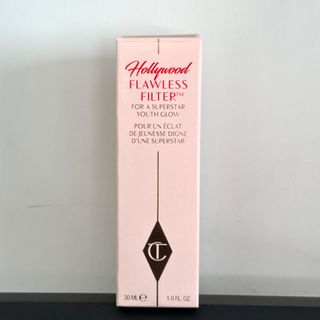 Hollywood
FLAWLESS
FILTER™
FOR A SUPERSTAR
YOUTH GLOW
POUR UN ÉCLAT
DE JEUNESSE DIGNE
D'UNE SUPERSTAR
CT
30 ML ℮ 1.0 FL. OZ.